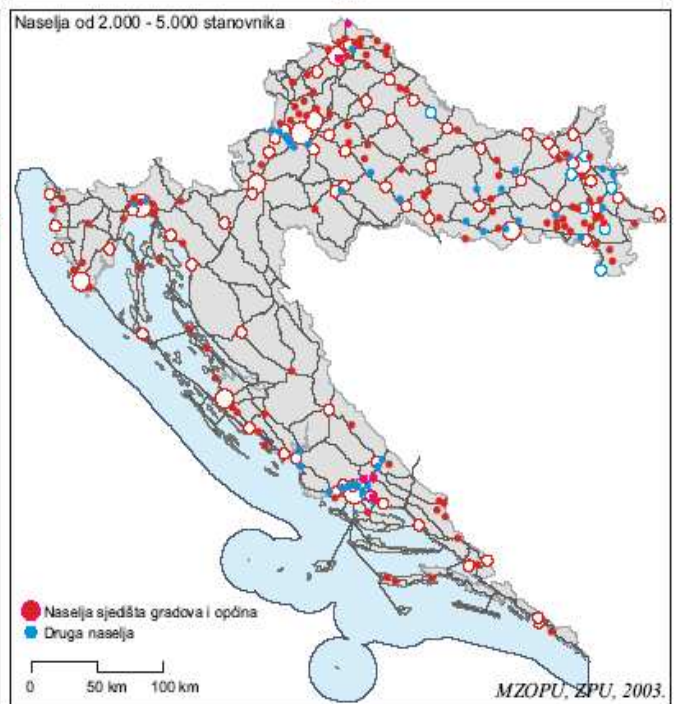 Naselja od 2.000 - 5.000 stanovnika
Naselja sjedišta gradova i općina
Druga naselja
0 50 km 100 km
MZOPU, ZPU, 2003.